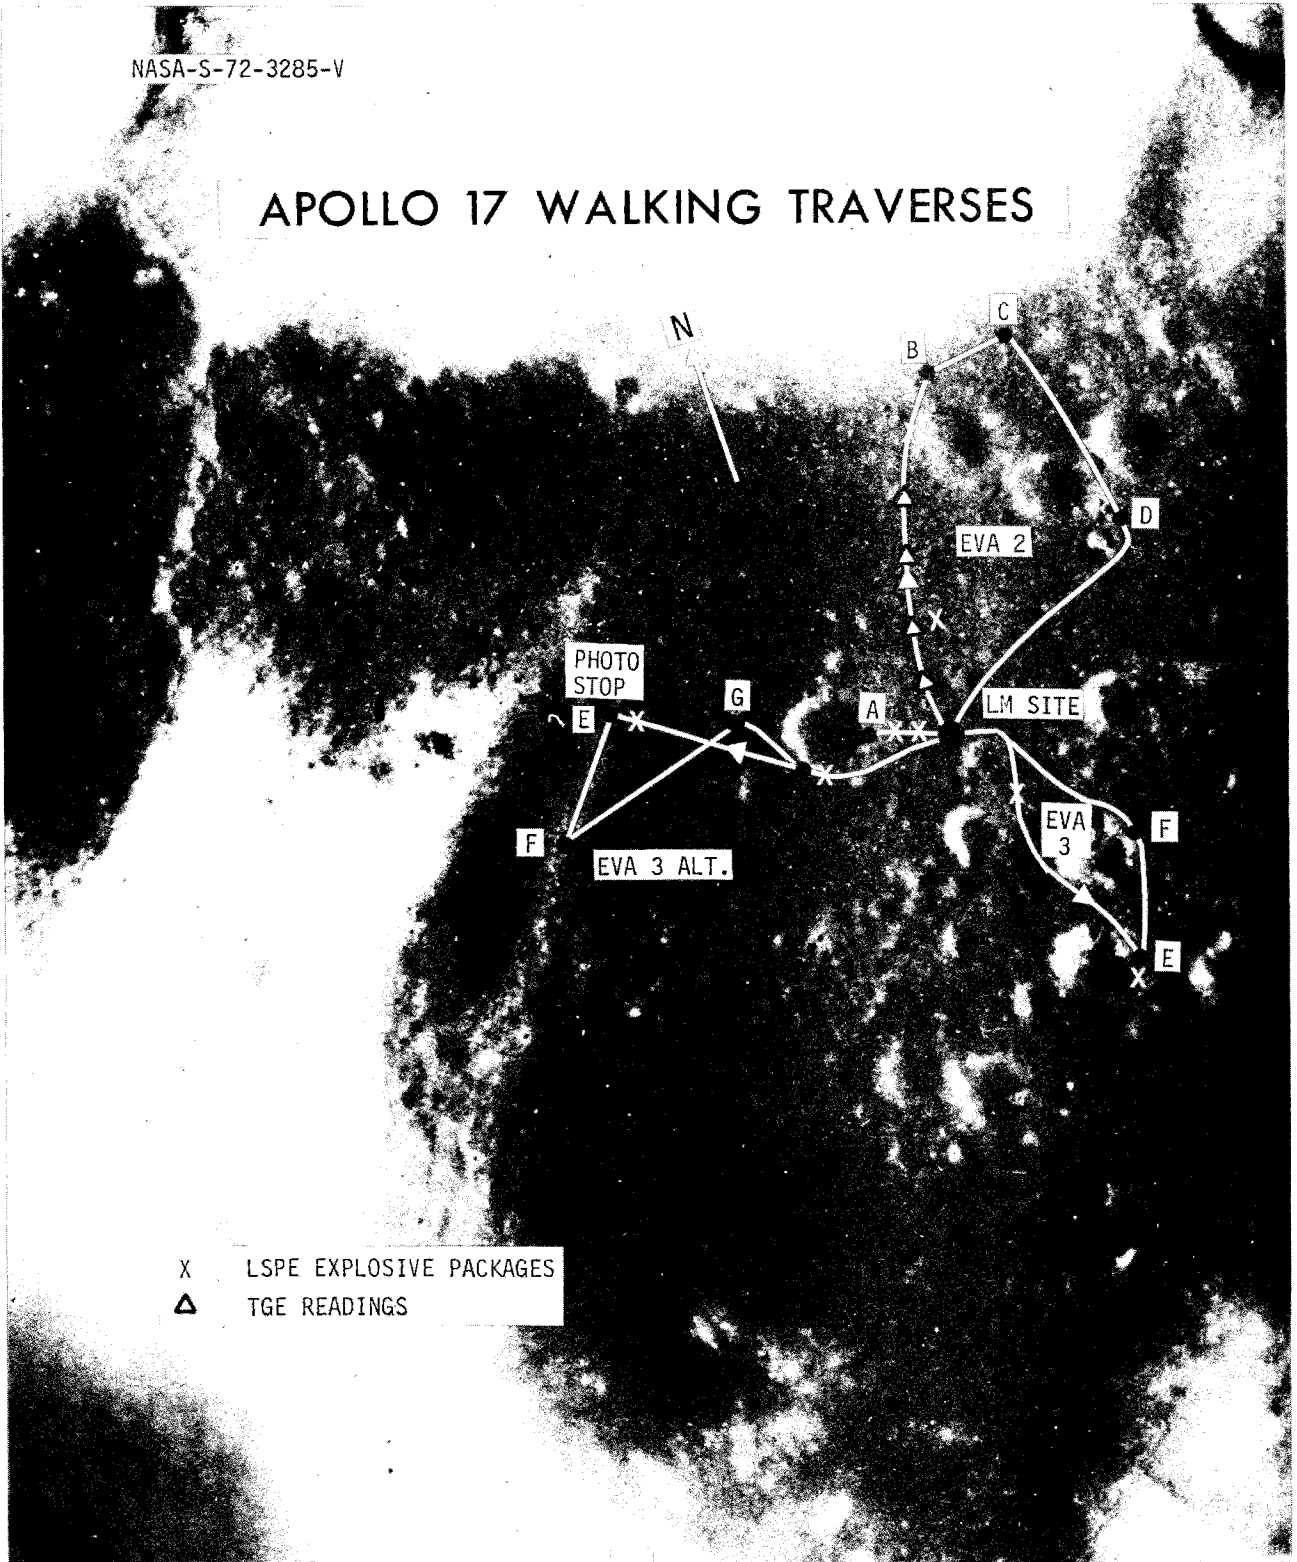 NASA-S-72-3285-V
APOLLO 17 WALKING TRAVERSES
N
C
B
D
EVA 2
X
PHOTO
STOP
E
G
A
LM SITE
X
X X
X
X
F
EVA 3 ALT.
EVA
3
F
E
X
X LSPE EXPLOSIVE PACKAGES
TGE READINGS